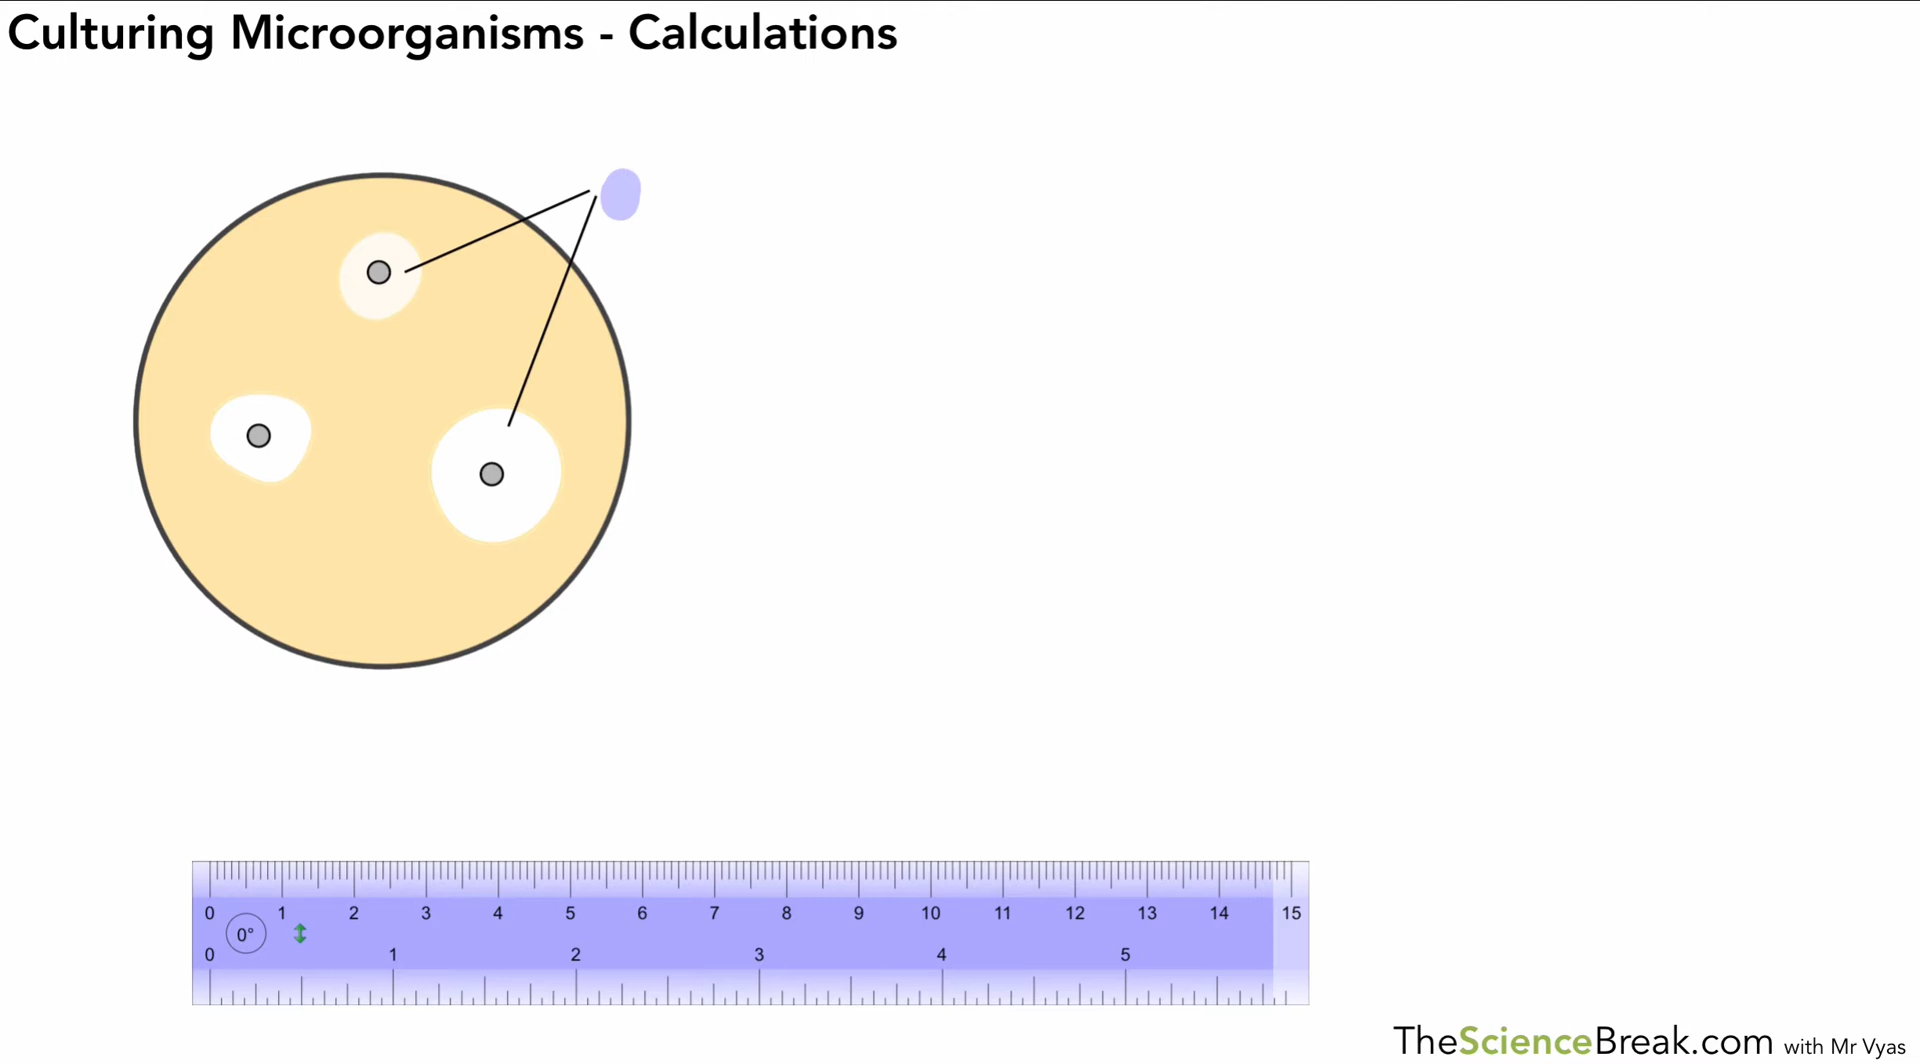 Culturing Microorganisms - Calculations
0 1 2 3 4 5 6 7 8 9 10 11 12 13 14 15
0°
0 1 2 3 4 5
TheScienceBreak.com with Mr Vyas